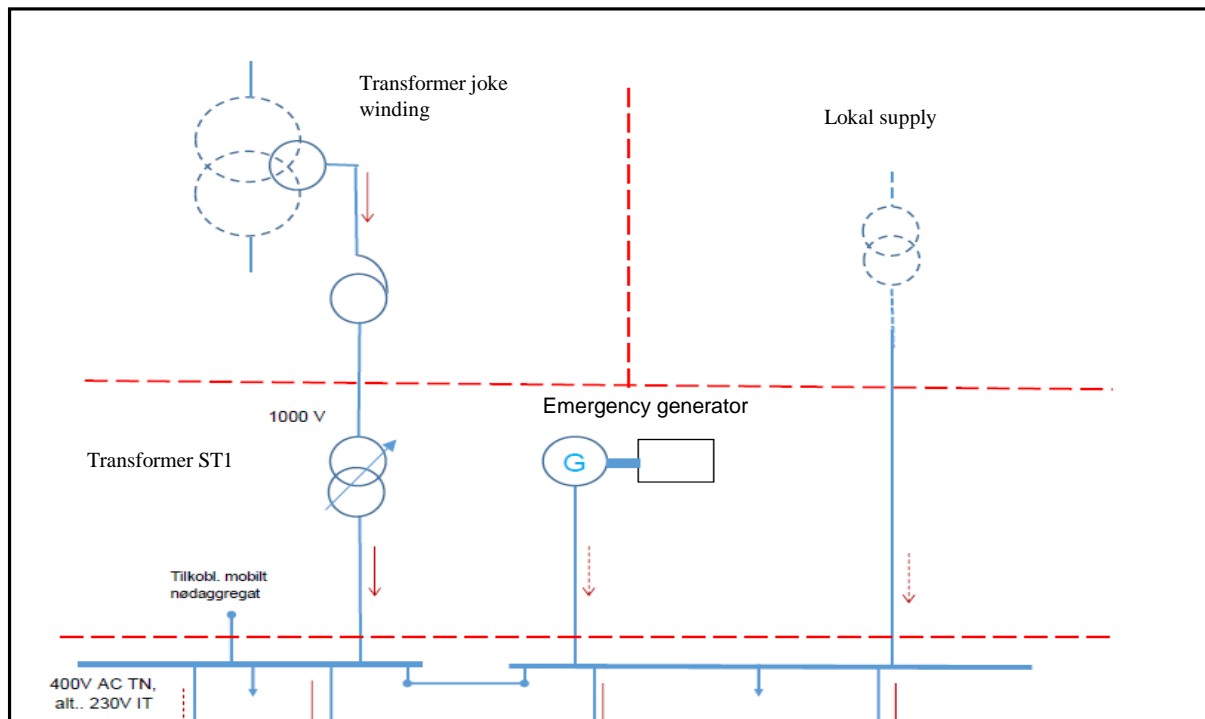 Transformer joke
winding
Lokal supply
1000 V
Emergency generator
Transformer ST1
G
Tilkobl. mobilt
nødaggregat
400V AC TN,
alt.. 230V IT